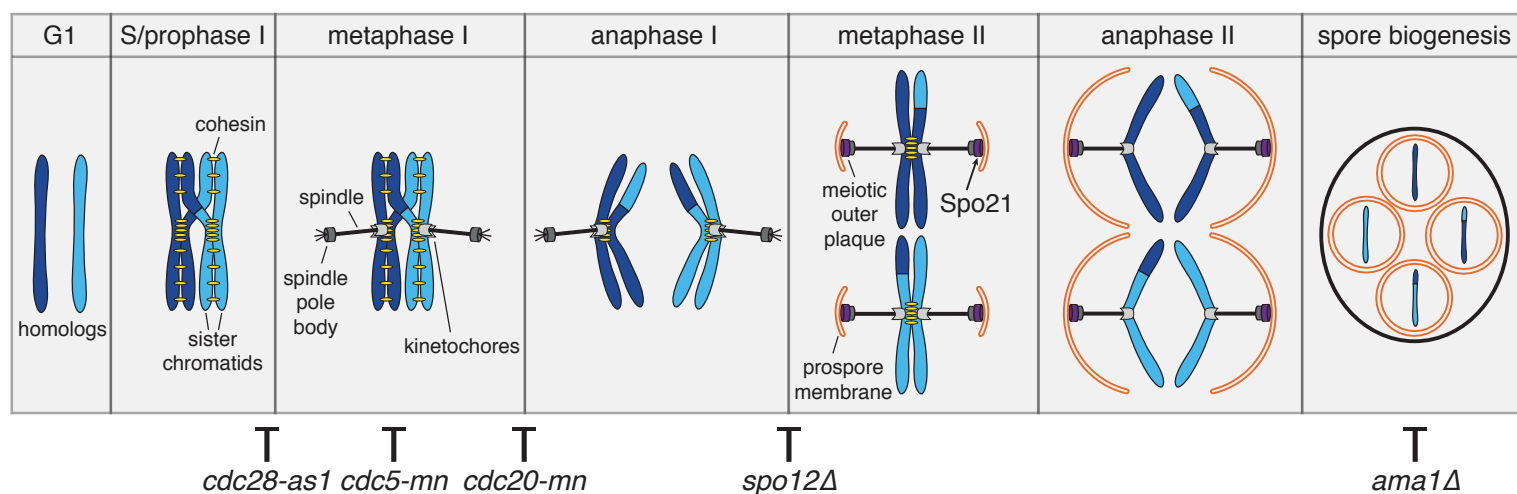 G1
S/prophase I
metaphase I
anaphase I
metaphase II
anaphase II
spore biogenesis
homologs
cohesin
sister
chromatids
spindle
spindle
pole
body
kinetochores
meiotic
outer
plaque
Spo21
prospore
membrane
cdc28-as1
cdc5-mn
cdc20-mn
spo12Δ
ama1Δ